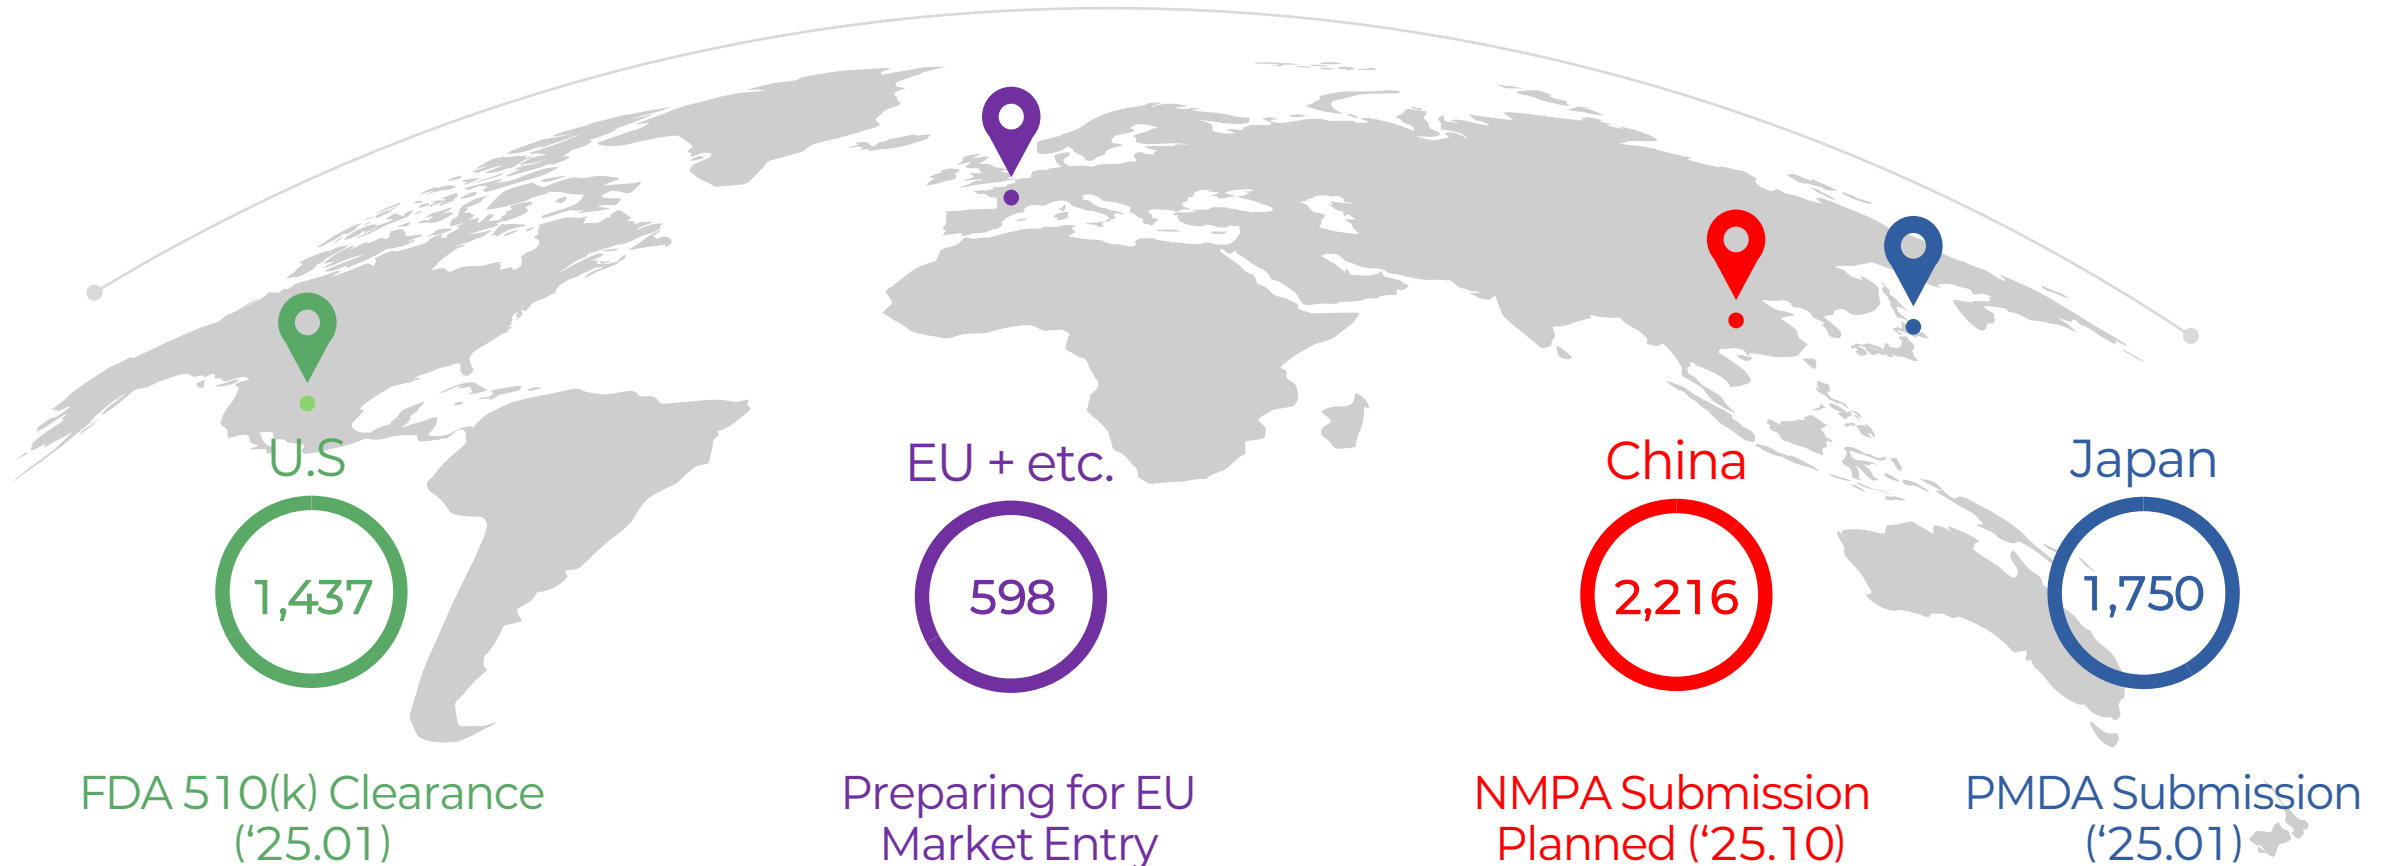 U.S
1,437
FDA 510(k) Clearance
(‘25.01)
EU + etc.
598
Preparing for EU
Market Entry
China
2,216
NMPA Submission
Planned (‘25.10)
Japan
1,750
PMDA Submission
(‘25.01)